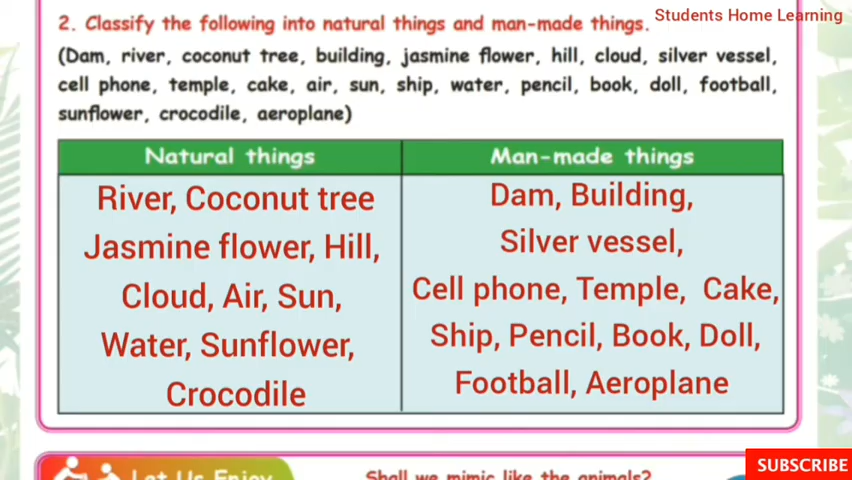 Students Home Learning
2. Classify the following into natural things and man-made things.
(Dam, river, coconut tree, building, jasmine flower, hill, cloud, silver vessel,
cell phone, temple, cake, air, sun, ship, water, pencil, book, doll, football,
sunflower, crocodile, aeroplane)
Natural things
River, Coconut tree
Jasmine flower, Hill,
Cloud, Air, Sun,
Water, Sunflower,
Crocodile
Man-made things
Dam, Building,
Silver vessel,
Cell phone, Temple, Cake,
Ship, Pencil, Book, Doll,
Football, Aeroplane
Let Us Enjoy
Shall we mimic like the animals?
SUBSCRIBE